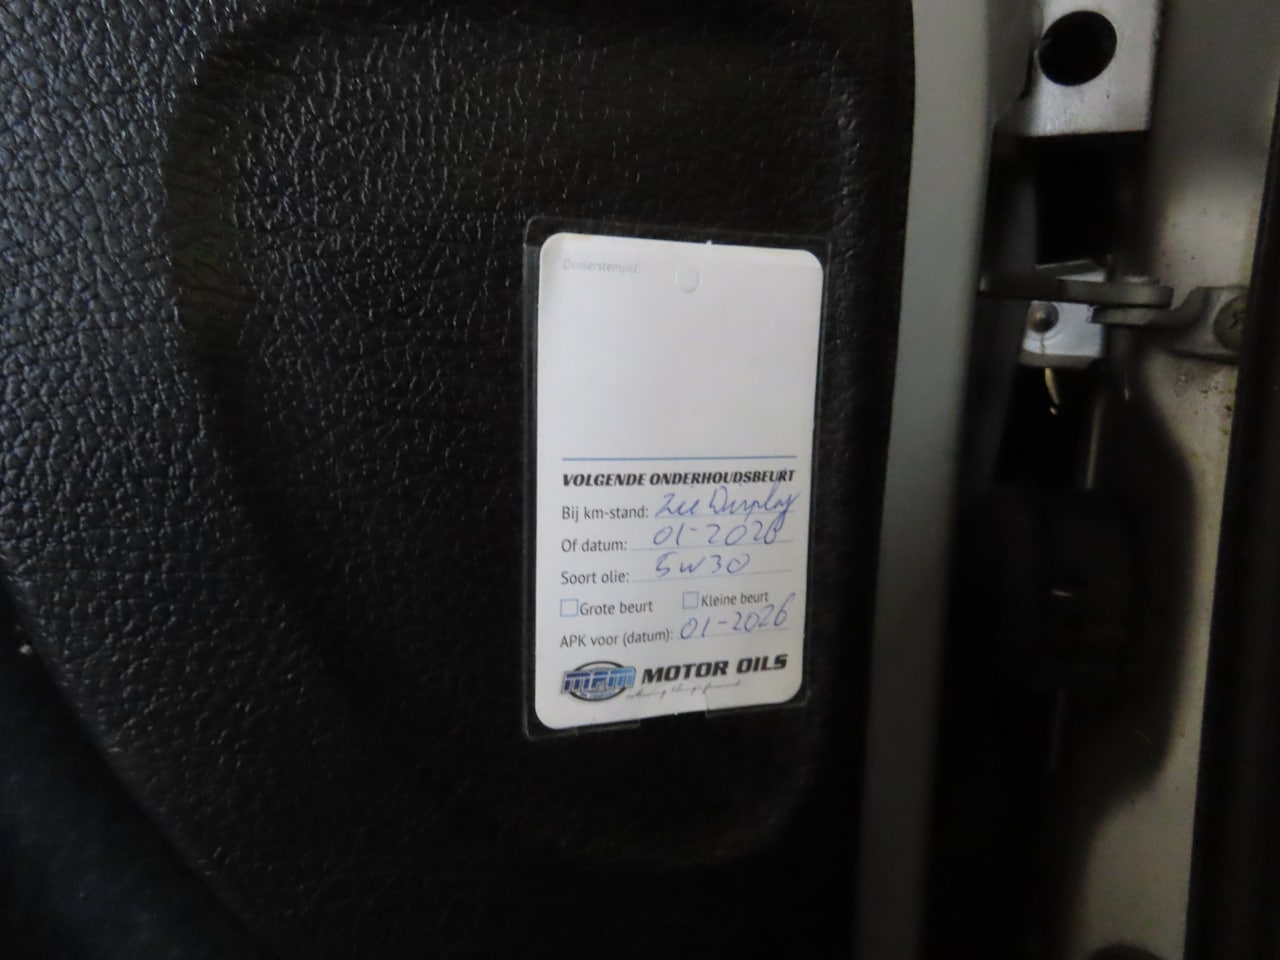 Dealerstempel:
VOLGENDE ONDERHOUDSBEURT
Bij km-stand: Zie Display
Of datum: 01-2026
Soort olie: 5W30
Grote beurt Kleine beurt
APK voor (datum): 01-2026
MPM MOTOR OILS